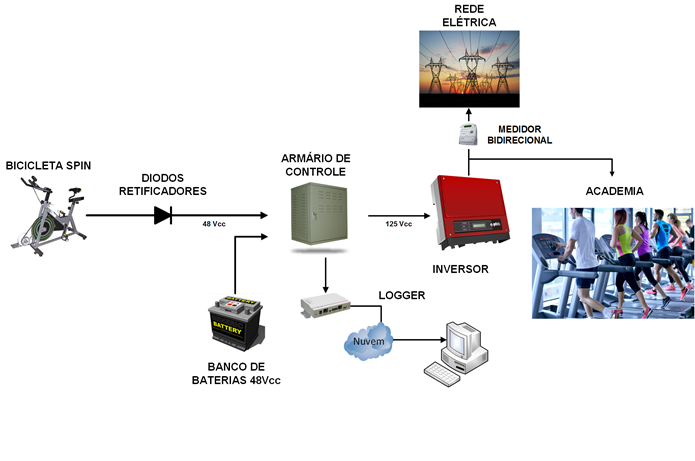 REDE
ELÉTRICA
MEDIDOR
BIDIRECIONAL
BICICLETA SPIN
DIODOS
RETIFICADORES
ARMÁRIO DE
CONTROLE
ACADEMIA
48 Vcc
125 Vcc
INVERSOR
LOGGER
BATTERY
BATTERY
Nuvem
BANCO DE
BATERIAS 48Vcc